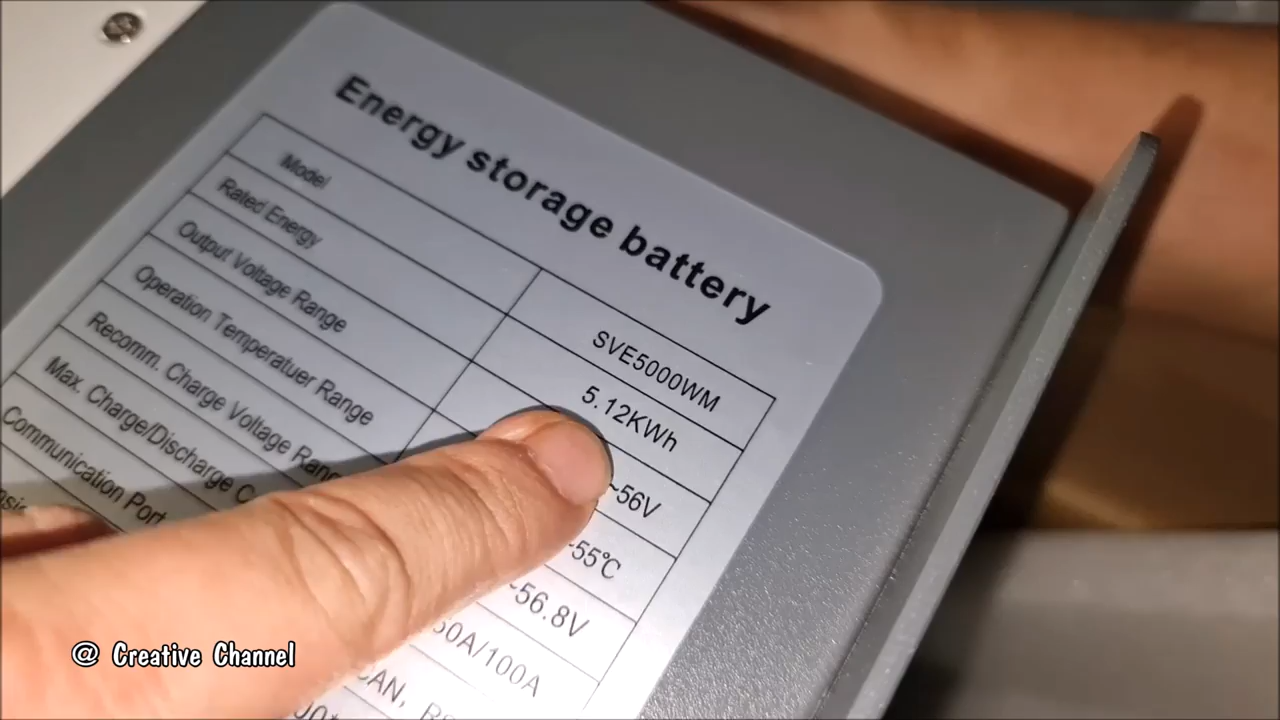 Energy storage battery
Model SVE5000WM
Rated Energy 5.12KWh
Output Voltage Range ~56V
Operation Temperatuer Range ~55℃
Recomm. Charge Voltage Rang ~56.8V
Max. Charge/Discharge C 50A/100A
Communication Port CAN,
@ Creative Channel